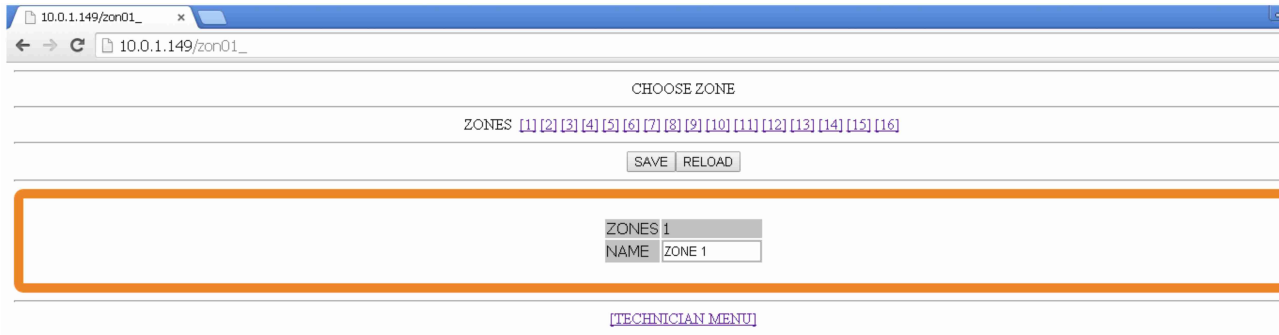 10.0.1.149/zon01_
10.0.1.149/zon01_
CHOOSE ZONE
ZONES [1] [2] [3] [4] [5] [6] [7] [8] [9] [10] [11] [12] [13] [14] [15] [16]
SAVE RELOAD
ZONES 1
NAME ZONE 1
[TECHNICIAN MENU]